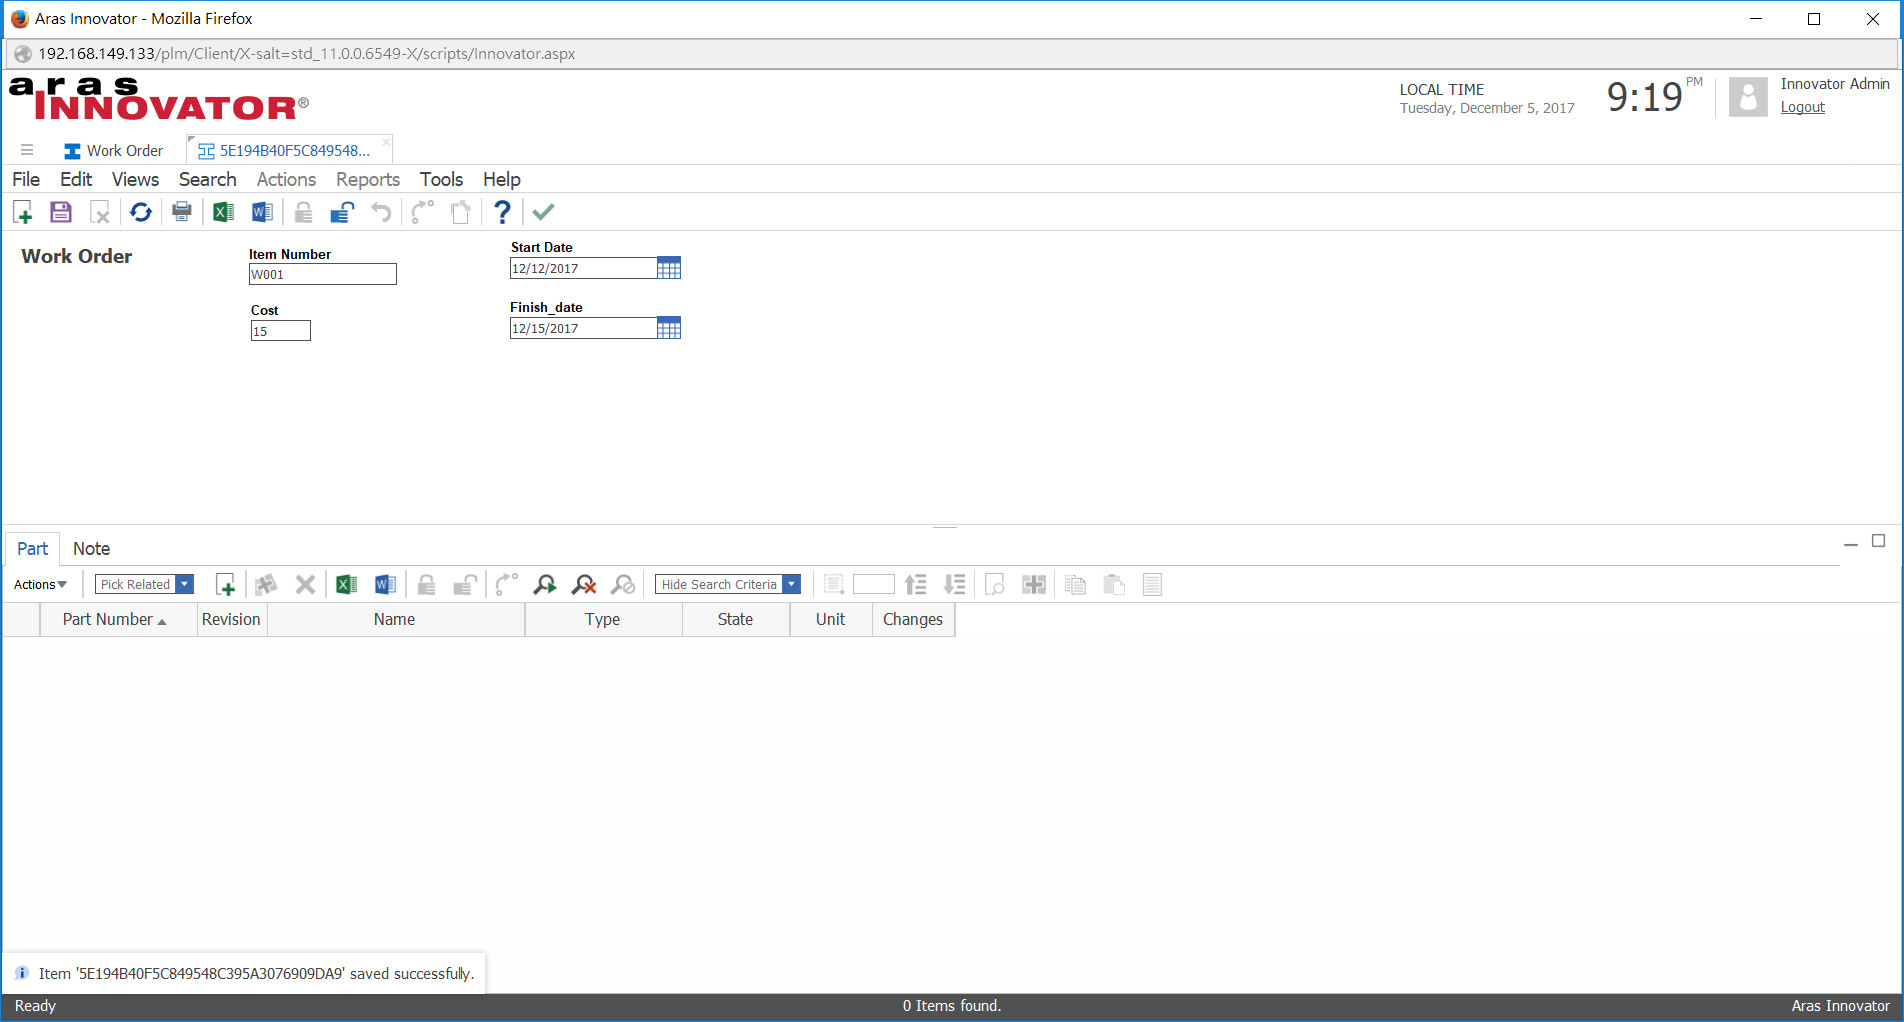 Aras Innovator - Mozilla Firefox
192.168.149.133/plm/Client/X-salt=std_11.0.0.6549-X/scripts/Innovator.aspx
aras
INNOVATOR®
LOCAL TIME
Tuesday, December 5, 2017
9:19 PM
Innovator Admin
Logout
Work Order
5E194B40F5C849548...
File Edit Views Search Actions Reports Tools Help
Work Order
Item Number
W001
Start Date
12/12/2017
Cost
15
Finish_date
12/15/2017
Part Note
Actions Pick Related Hide Search Criteria
Part Number Revision Name Type State Unit Changes
Item '5E194B40F5C849548C395A3076909DA9' saved successfully.
Ready 0 Items found. Aras Innovator